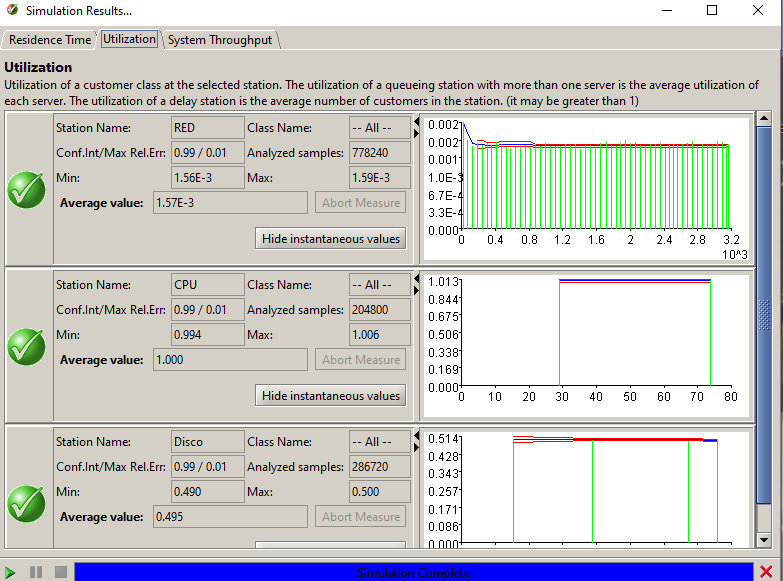 Simulation Results...
Residence Time Utilization System Throughput
Utilization
Utilization of a customer class at the selected station. The utilization of a queueing station with more than one server is the average utilization of
each server. The utilization of a delay station is the average number of customers in the station. (it may be greater than 1)
Station Name: RED Class Name: -- All --
Conf.Int/Max Rel.Err: 0.99 / 0.01 Analyzed samples: 778240
Min: 1.56E-3 Max: 1.59E-3
Average value: 1.57E-3 Abort Measure
Hide instantaneous values
0.002
0.002
0.001
1.0E-3
6.7E-4
3.3E-4
0.000
0 0.4 0.8 1.2 1.6 2 2.4 2.8 3.2
10^3
Station Name: CPU Class Name: -- All --
Conf.Int/Max Rel.Err: 0.99 / 0.01 Analyzed samples: 204800
Min: 0.994 Max: 1.006
Average value: 1.000 Abort Measure
Hide instantaneous values
1.013
0.844
0.675
0.506
0.338
0.169
0.000
0 10 20 30 40 50 60 70 80
Station Name: Disco Class Name: -- All --
Conf.Int/Max Rel.Err: 0.99 / 0.01 Analyzed samples: 286720
Min: 0.490 Max: 0.500
Average value: 0.495 Abort Measure
0.514
0.428
0.343
0.257
0.171
0.086
0.000
Simulation Complete